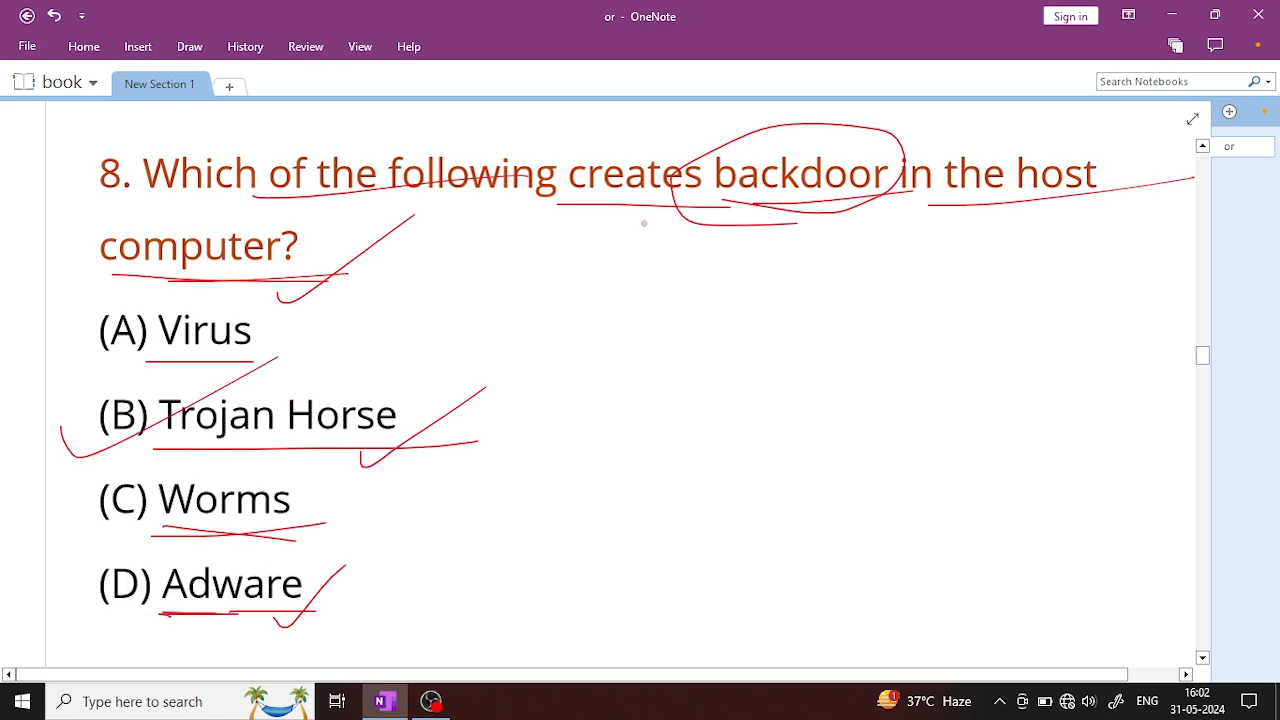 or - OneNote
Sign in
File Home Insert Draw History Review View Help
book New Section 1 + Search Notebooks
8. Which of the following creates backdoor in the host
computer?
(A) Virus
(B) Trojan Horse
(C) Worms
(D) Adware
or
Type here to search N 1 37°C Haze ENG 16:02
31-05-2024